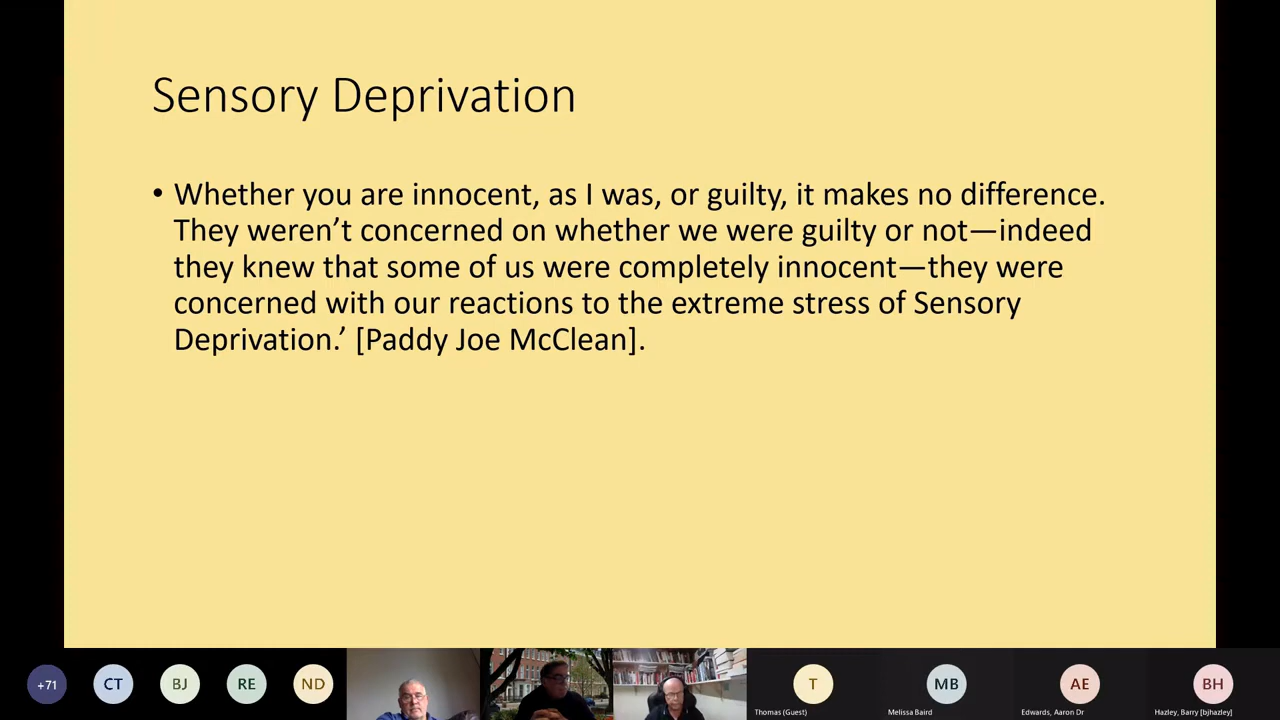 Sensory Deprivation
• Whether you are innocent, as I was, or guilty, it makes no difference.
They weren’t concerned on whether we were guilty or not—indeed
they knew that some of us were completely innocent—they were
concerned with our reactions to the extreme stress of Sensory
Deprivation.’ [Paddy Joe McClean].
+71 CT BJ RE ND T MB AE BH
Thomas (Guest) Melissa Baird Edwards, Aaron Dr Hazley, Barry [bjhazley]